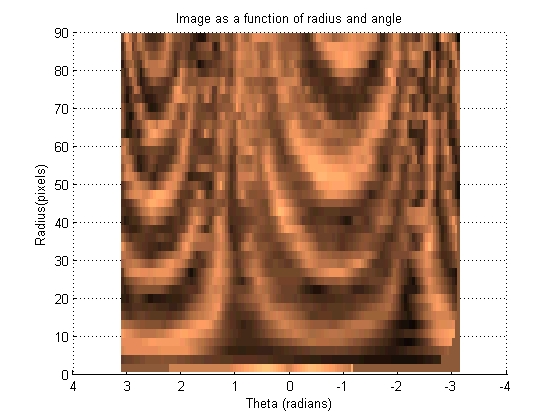 Image as a function of radius and angle
90
80
70
60
50
40
30
20
10
0
Radius(pixels)
4 3 2 1 0 -1 -2 -3 -4
Theta (radians)